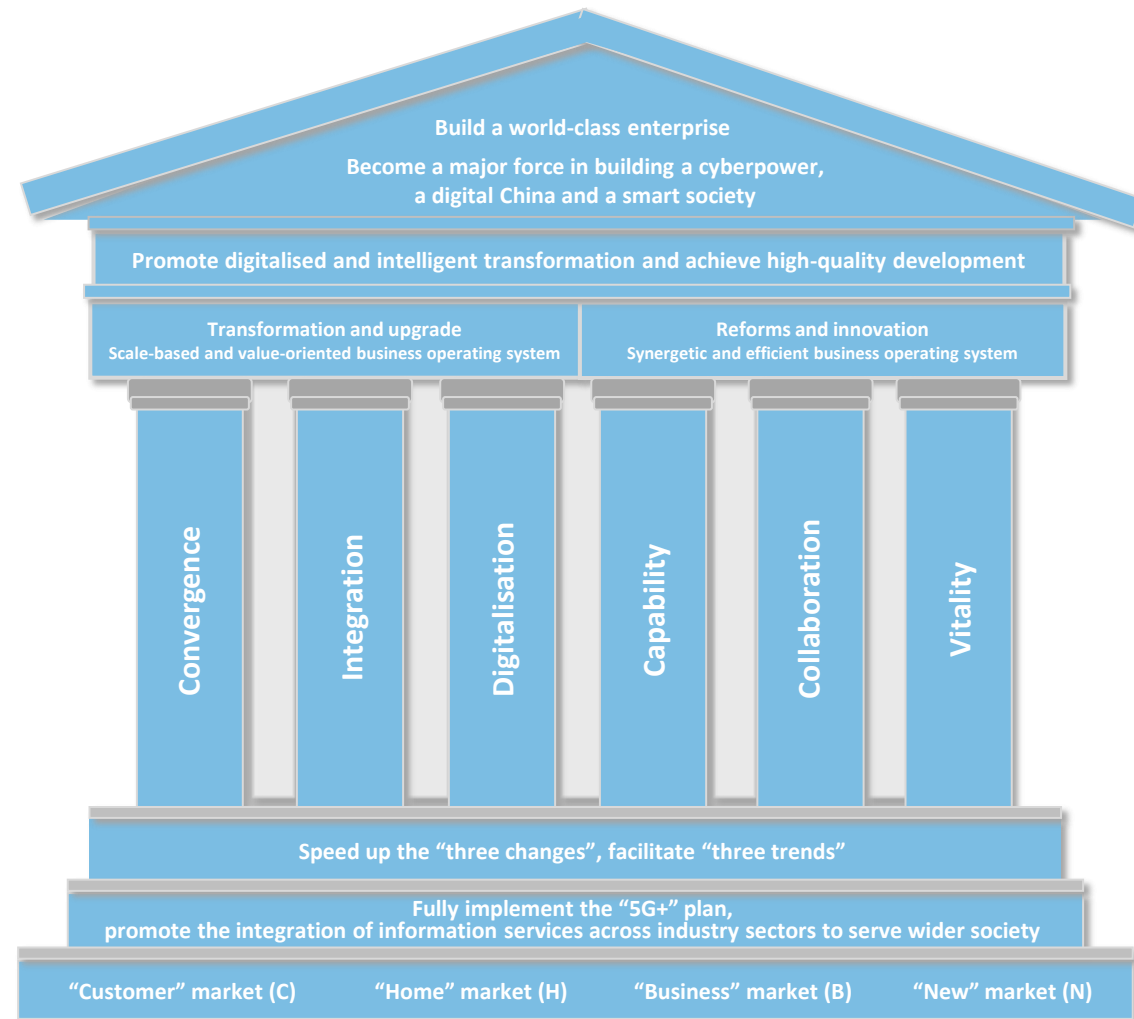 Build a world-class enterprise
Become a major force in building a cyberpower,
a digital China and a smart society
Promote digitalised and intelligent transformation and achieve high-quality development
Transformation and upgrade
Scale-based and value-oriented business operating system
Reforms and innovation
Synergetic and efficient business operating system
Convergence
Integration
Digitalisation
Capability
Collaboration
Vitality
Speed up the “three changes”, facilitate “three trends”
Fully implement the “5G+” plan,
promote the integration of information services across industry sectors to serve wider society
“Customer” market (C)
“Home” market (H)
“Business” market (B)
“New” market (N)